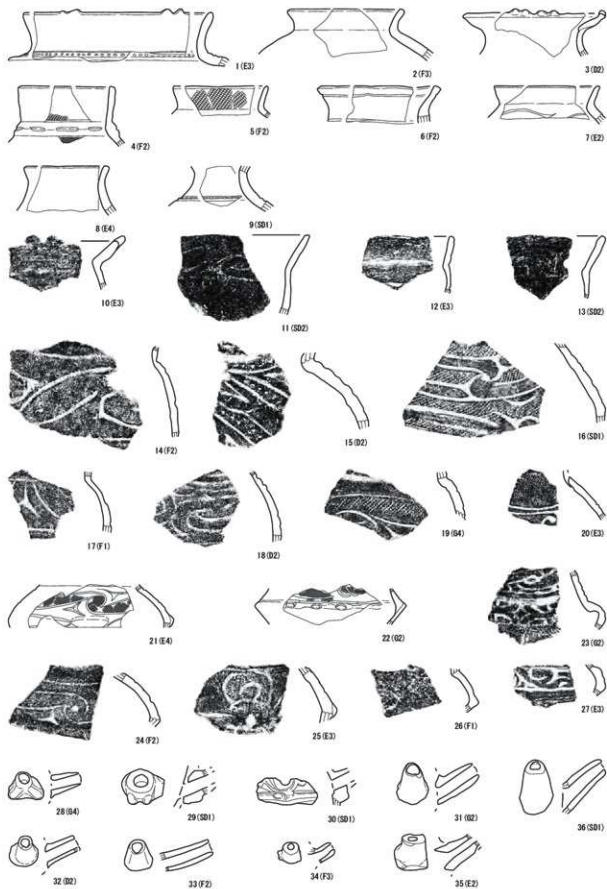 1(E3)
2(F3)
3(D2)
4(F2)
5(F2)
6(F2)
7(E2)
8(E4)
9(SD1)
10(E3)
11(SD2)
12(E3)
13(SD2)
14(F2)
15(D2)
16(SD1)
17(F1)
18(D2)
19(G4)
20(E3)
21(E4)
22(G2)
23(G2)
24(F2)
25(E3)
26(F1)
27(E3)
28(G4)
29(SD1)
30(SD1)
31(G2)
36(SD1)
32(D2)
33(F2)
34(F3)
35(E2)